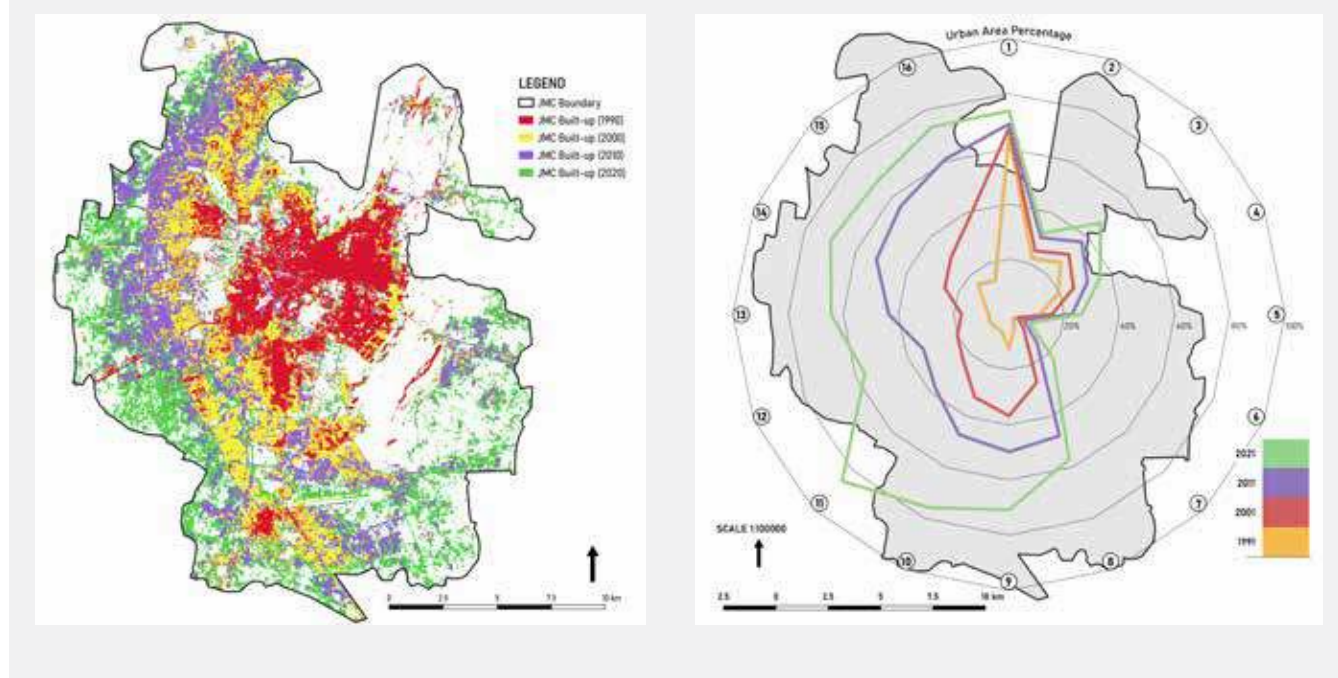 LEGEND
JMC Boundary
JMC Built-up (1990)
JMC Built-up (2000)
JMC Built-up (2010)
JMC Built-up (2020)
0 2.5 5 7.5 10 km
Urban Area Percentage
1
2
3
4
5
6
7
8
9
10
11
12
13
14
15
16
20% 40% 60% 80% 100%
2021
2011
2001
1991
SCALE 1:100000
2.5 0 2.5 5 7.5 10 km